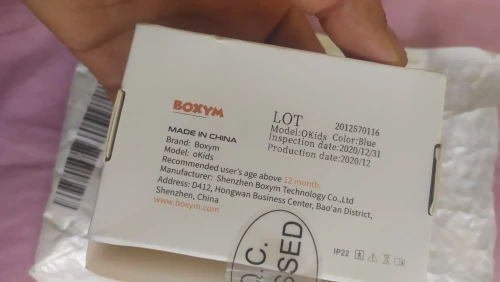 BOXYM
MADE IN CHINA
Brand: Boxym
Model: oKids
Recommended user's age above 12 month
Manufacturer: Shenzhen Boxym Technology Co.,Ltd
Address: D412, Hongwan Business Center, Bao'an District,
Shenzhen, China
www.boxym.com
LOT 2012570116
Model:OKids Color:Blue
Inspection date:2020/12/31
Production date:2020/12
IP22
Q.C.
SSED